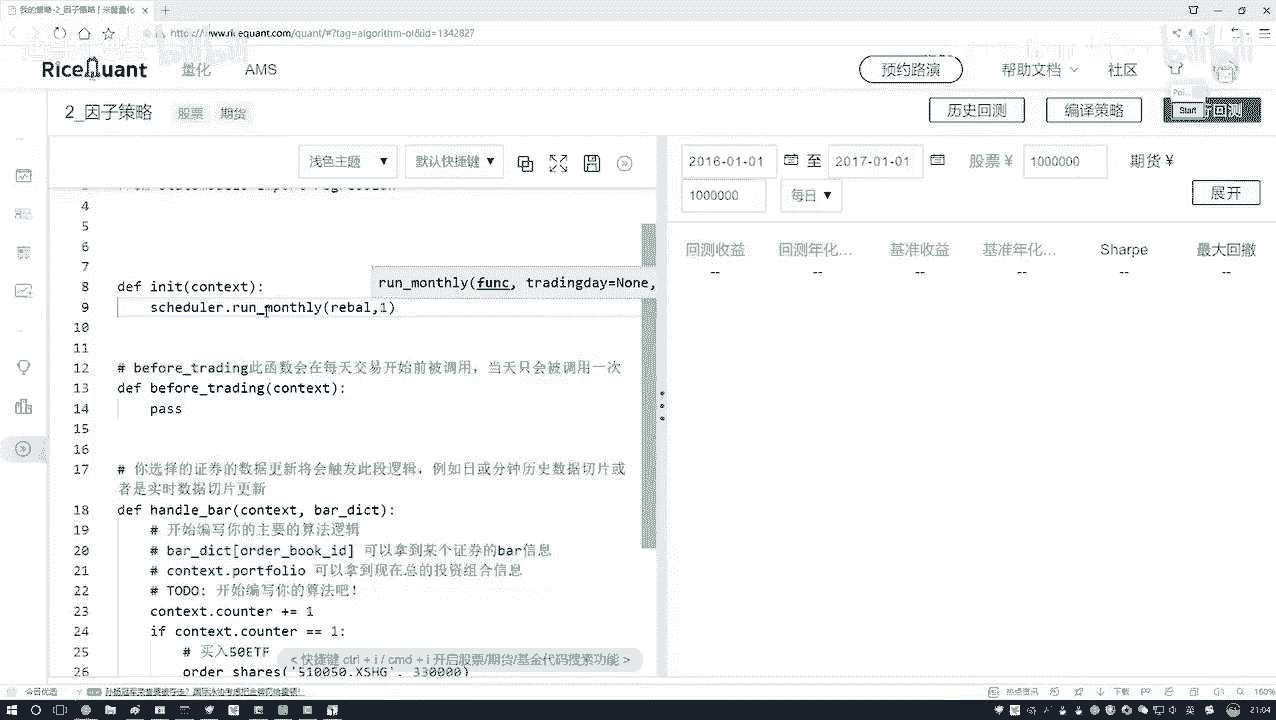 我的策略-2_因子策略 | 米筐量化
https://www.ricequant.com/quant/#?tag=algorithm-ol&id=1342827
RiceQuant 量化 AMS 预约路演 帮助文档 社区
Poi...
2_因子策略 股票 期货 历史回测 编译策略 Start
浅色主题 ▼ 默认快捷键 ▼ 2016-01-01 至 2017-01-01 股票 ¥ 1000000 期货 ¥
1000000 每日 ▼ 展开
4
5
6
7
8 def init(context):
run_monthly(func, tradingday=None,
9 scheduler.run_monthly(rebal,1)
10
11
12 # before_trading此函数会在每天交易开始前被调用，当天只会被调用一次
13 def before_trading(context):
14 pass
15
16
17 # 你选择的证券的数据更新将会触发此段逻辑，例如日或分钟历史数据切片或
者是实时数据切片更新
18 def handle_bar(context, bar_dict):
19 # 开始编写你的主要的算法逻辑
20 # bar_dict[order_book_id] 可以拿到某个证券的bar信息
21 # context.portfolio 可以拿到现在总的投资组合信息
22 # TODO: 开始编写你的算法吧!
23 context.counter += 1
24 if context.counter == 1:
25 # 买入50ETF
26 order_shares('510050.XSHG', 330000)
< 快捷键 ctrl + i / cmd + i 开启股票/期货/基金代码搜索功能 >
回测收益 回测年化... 基准收益 基准年化... Sharpe 最大回撤
-- -- -- -- -- --
今日优选 热点资讯 下载 160%
21:04